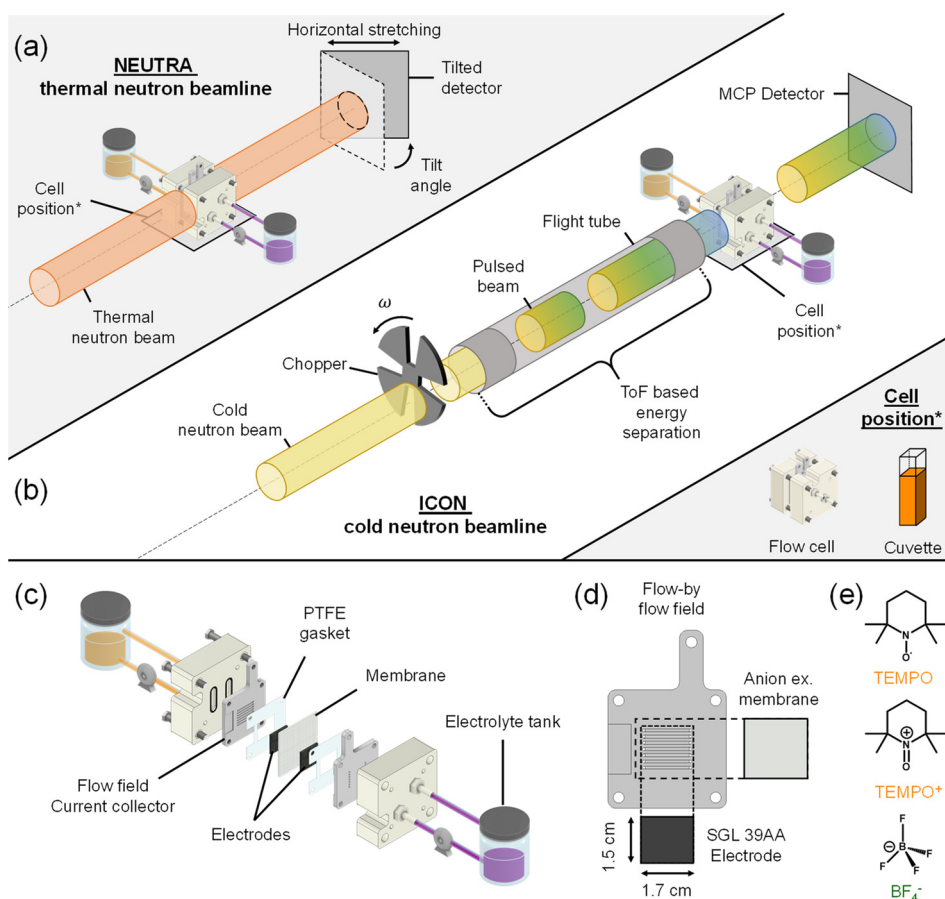 (a)
NEUTRA
thermal neutron beamline
Horizontal stretching
Tilted
detector
Tilt
angle
Cell
position*
Thermal
neutron beam
MCP Detector
Flight tube
Pulsed
beam
ω
Chopper
Cell
position*
Cold
neutron beam
ToF based
energy
separation
(b)
ICON
cold neutron beamline
Cell
position*
Flow cell
Cuvette
(c)
PTFE
gasket
Membrane
Electrolyte tank
Flow field
Current collector
Electrodes
(d)
Flow-by
flow field
Anion ex.
membrane
1.5 cm
SGL 39AA
Electrode
1.7 cm
(e)
N
O·
TEMPO
⊕
N
O
TEMPO⁺
F
⊖
B
F
F
F
BF₄⁻